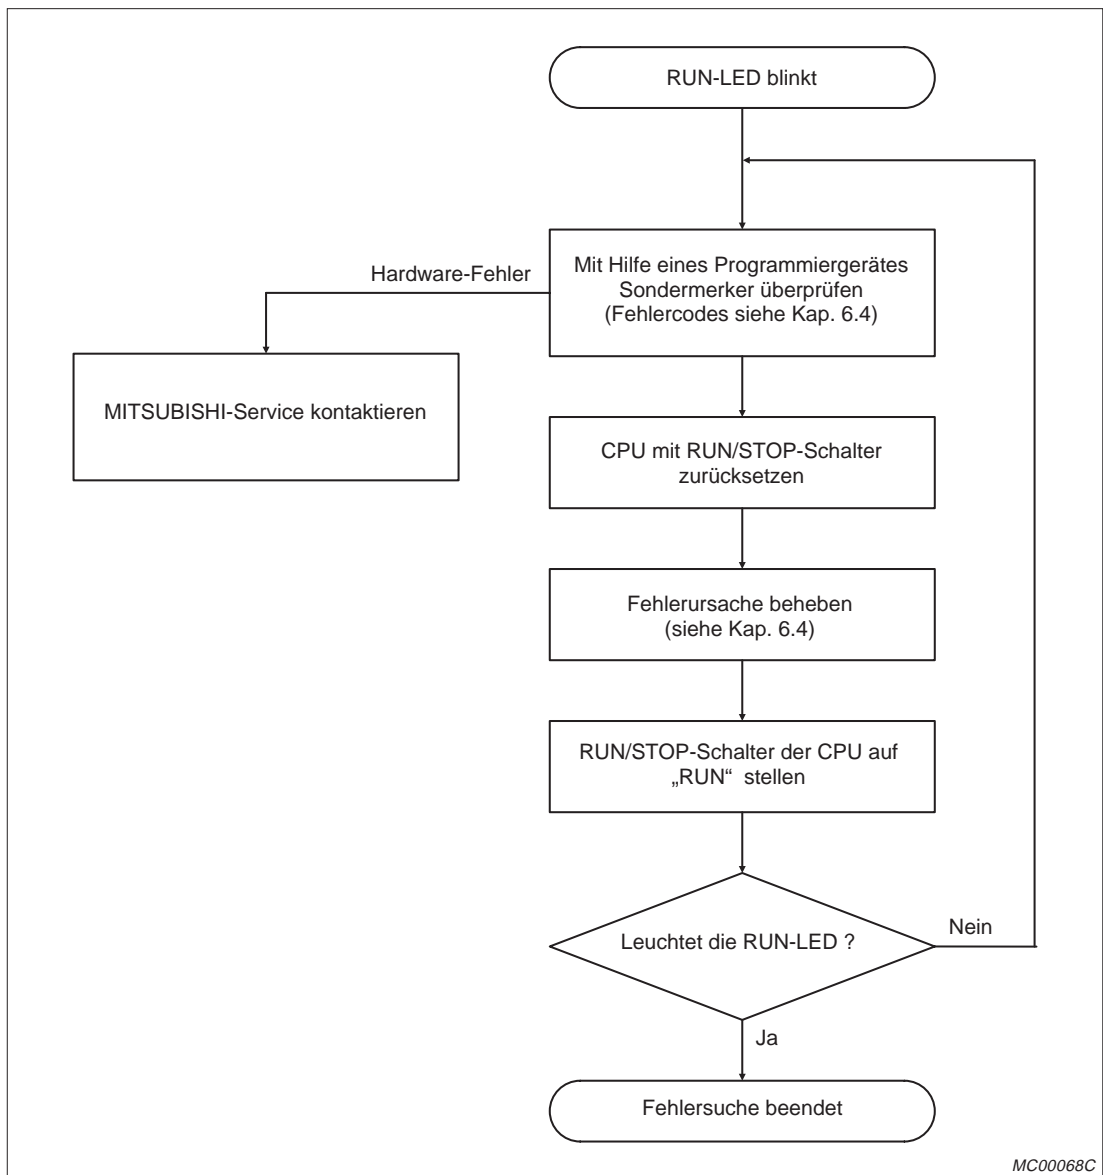 RUN-LED blinkt
Mit Hilfe eines Programmiergerätes
Sondermerker überprüfen
(Fehlercodes siehe Kap. 6.4)
Hardware-Fehler
MITSUBISHI-Service kontaktieren
CPU mit RUN/STOP-Schalter
zurücksetzen
Fehlerursache beheben
(siehe Kap. 6.4)
RUN/STOP-Schalter der CPU auf
„RUN“ stellen
Leuchtet die RUN-LED ?
Nein
Ja
Fehlersuche beendet
MC00068C